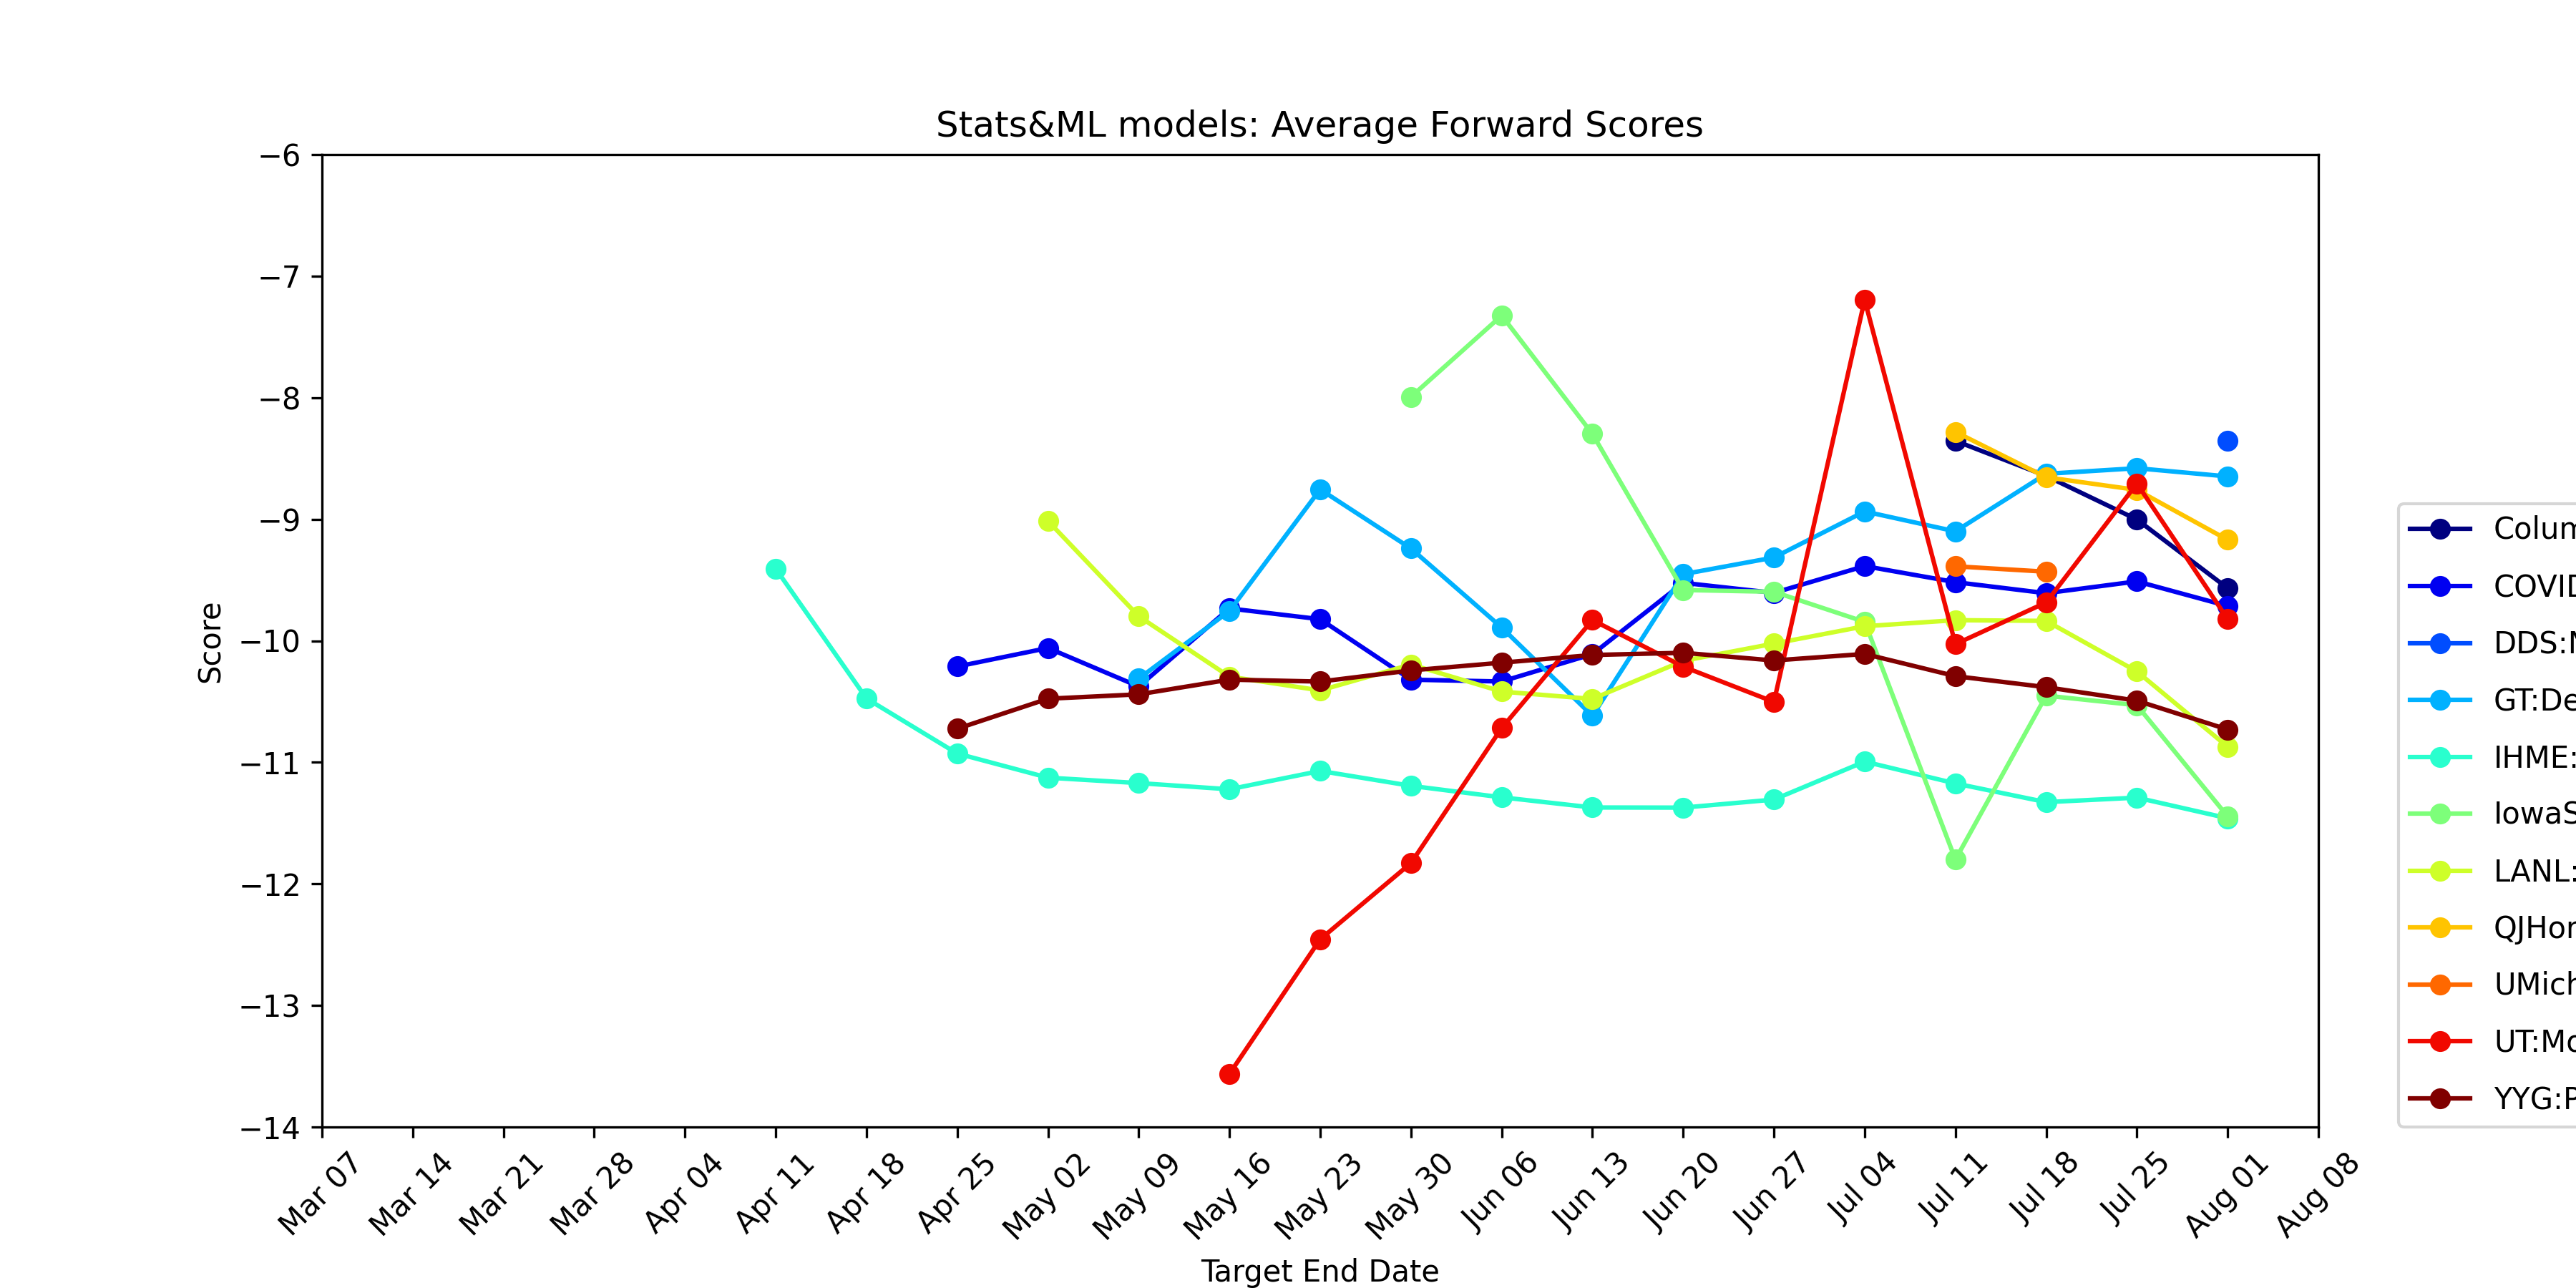 Stats&ML models: Average Forward Scores
Score
−6
−7
−8
−9
−10
−11
−12
−13
−14
Mar 07
Mar 14
Mar 21
Mar 28
Apr 04
Apr 11
Apr 18
Apr 25
May 02
May 09
May 16
May 23
May 30
Jun 06
Jun 13
Jun 20
Jun 27
Jul 04
Jul 11
Jul 18
Jul 25
Aug 01
Aug 08
Target End Date
Colum
COVID
DDS:N
GT:De
IHME:
IowaS
LANL:
QJHon
UMich
UT:Mo
YYG:P